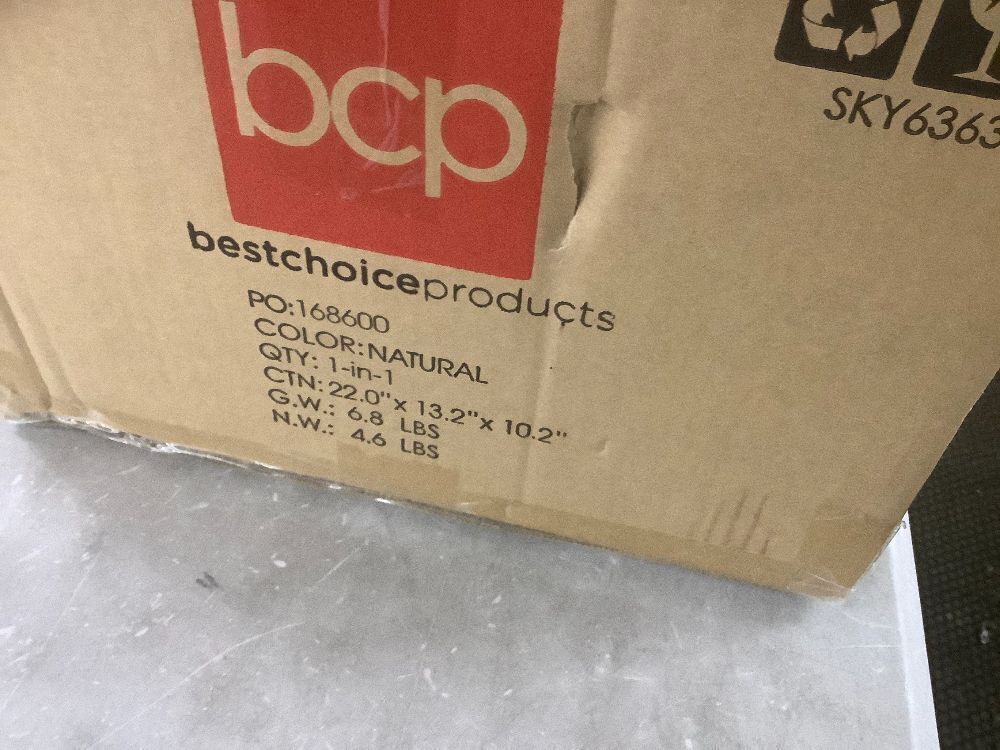 bcp
SKY6363
bestchoiceproducts
PO:168600
COLOR:NATURAL
QTY: 1-in-1
CTN: 22.0"x 13.2"x 10.2"
G.W.: 6.8 LBS
N.W.: 4.6 LBS